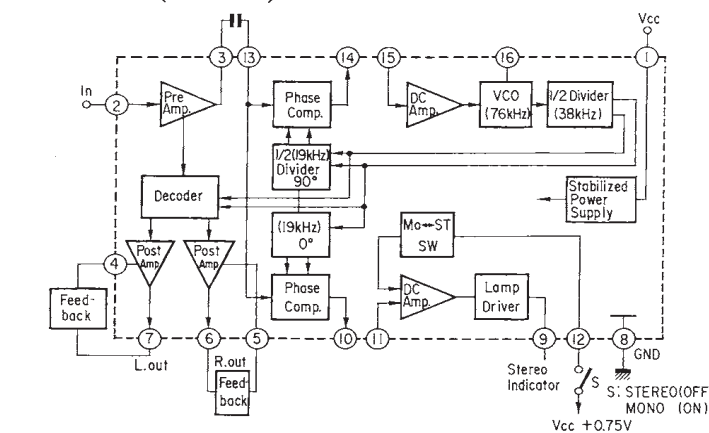 Vcc
3
13
14
15
16
1
In
2
Pre
Amp.
Phase
Comp.
DC
Amp.
VCO
(76kHz)
1/2 Divider
(38kHz)
1/2(19kHz)
Divider
90°
Decoder
Stabilized
Power
Supply
(19kHz)
0°
Mo↔ST
SW
4
Post
Amp
Post
Amp
Feed-
back
Phase
Comp.
DC
Amp.
Lamp
Driver
7
6
5
10
11
9
12
8
L.out
R.out
Feed-
back
Stereo
Indicator
S
GND
S: STEREO(OFF
MONO (ON)
Vcc +0.75V